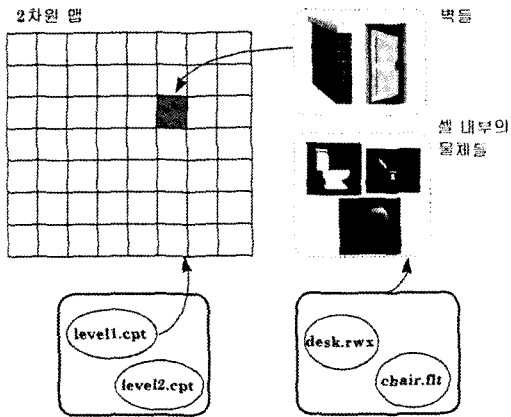 2차원 맵
벽들
셀 내부의
물체들
level1.cpt
level2.cpt
desk.rwx
chair.flt